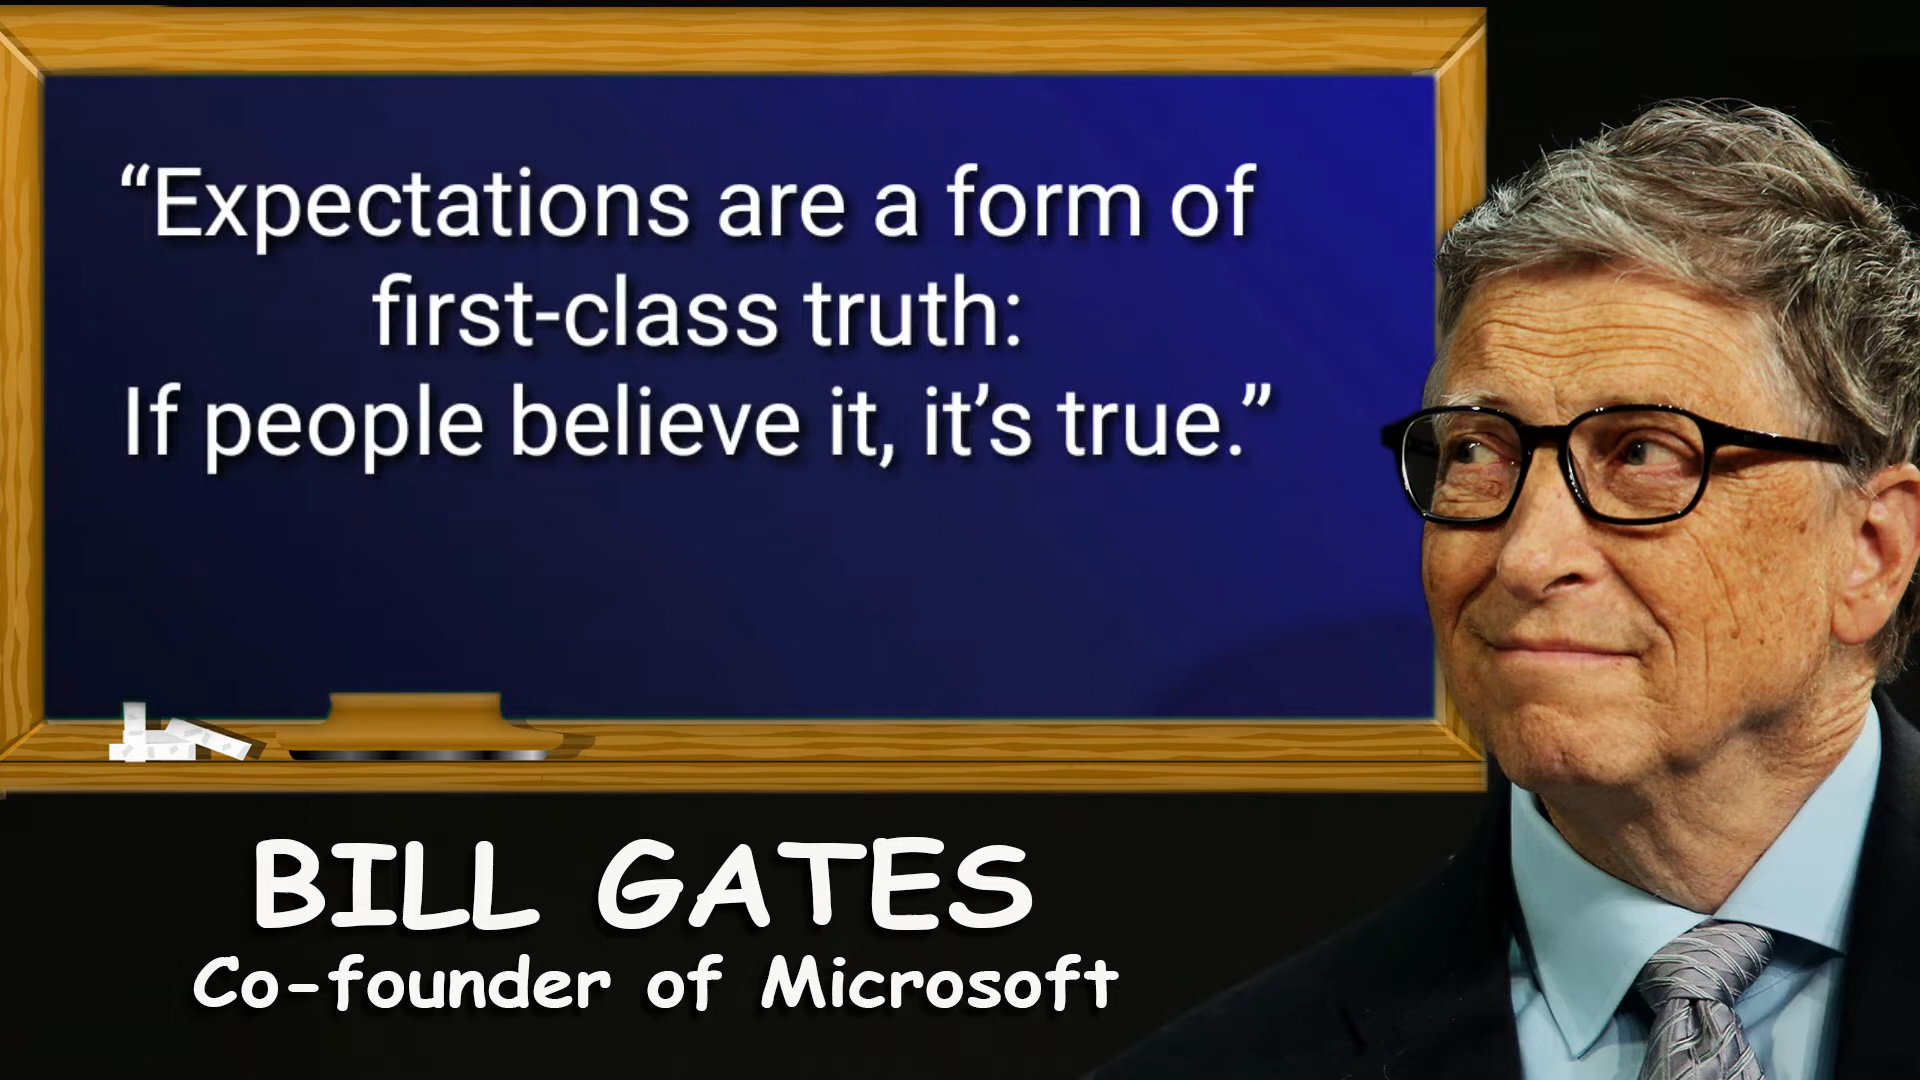 “Expectations are a form of
first-class truth:
If people believe it, it’s true.”
BILL GATES
Co-founder of Microsoft